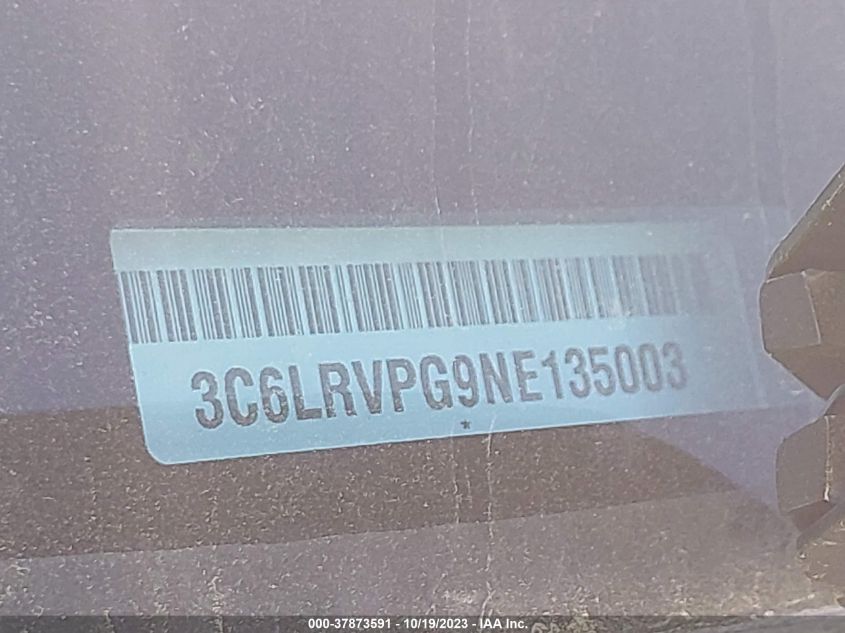 3C6LRVPG9NE135003
*
000-37873591 - 10/19/2023 - IAA Inc.